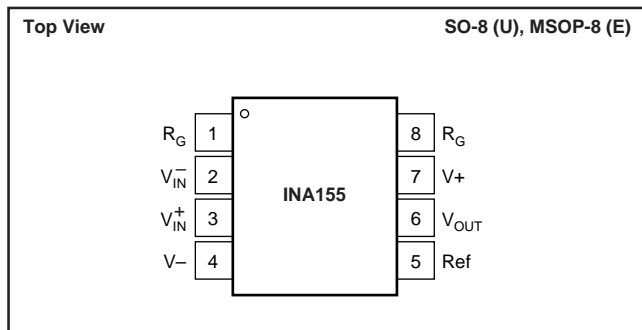 Top View SO-8 (U), MSOP-8 (E)
R_G 1 8 R_G
V_IN^– 2 7 V+
INA155
V_IN^+ 3 6 V_OUT
V– 4 5 Ref